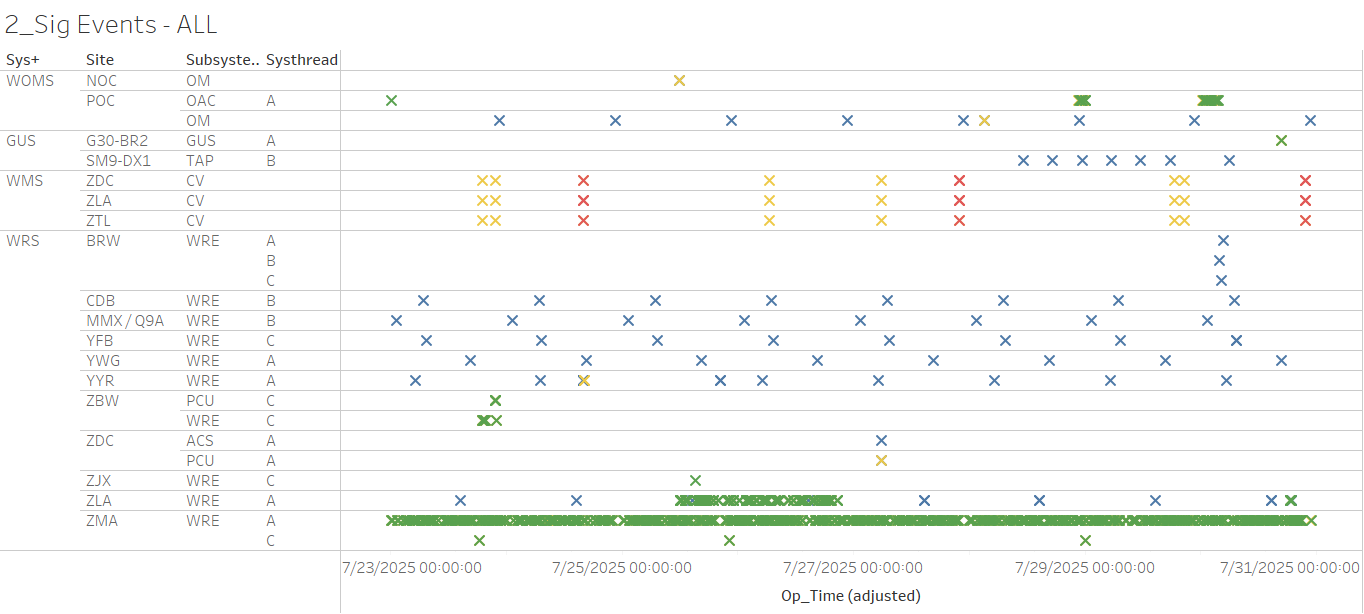 2_Sig Events - ALL
Sys+ Site Subsyste.. Systhread
WOMS NOC OM
POC OAC A
OM
GUS G30-BR2 GUS A
SM9-DX1 TAP B
WMS ZDC CV
ZLA CV
ZTL CV
WRS BRW WRE A
B
C
CDB WRE B
MMX / Q9A WRE B
YFB WRE C
YWG WRE A
YYR WRE A
ZBW PCU C
WRE C
ZDC ACS A
PCU A
ZJX WRE C
ZLA WRE A
ZMA WRE A
C
7/23/2025 00:00:00 7/25/2025 00:00:00 7/27/2025 00:00:00 7/29/2025 00:00:00 7/31/2025 00:00:00
Op_Time (adjusted)